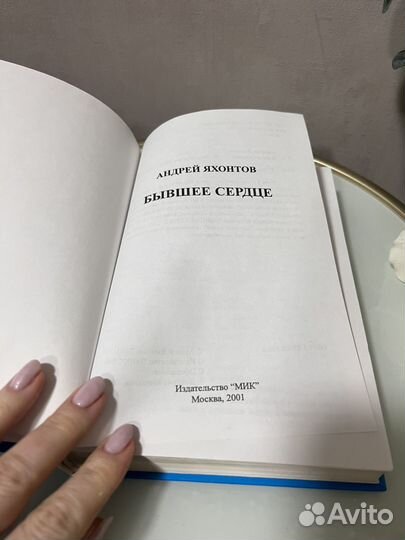 АНДРЕЙ ЯХОНТОВ
БЫВШЕЕ СЕРДЦЕ
Издательство “МИК”
Москва, 2001
Avito